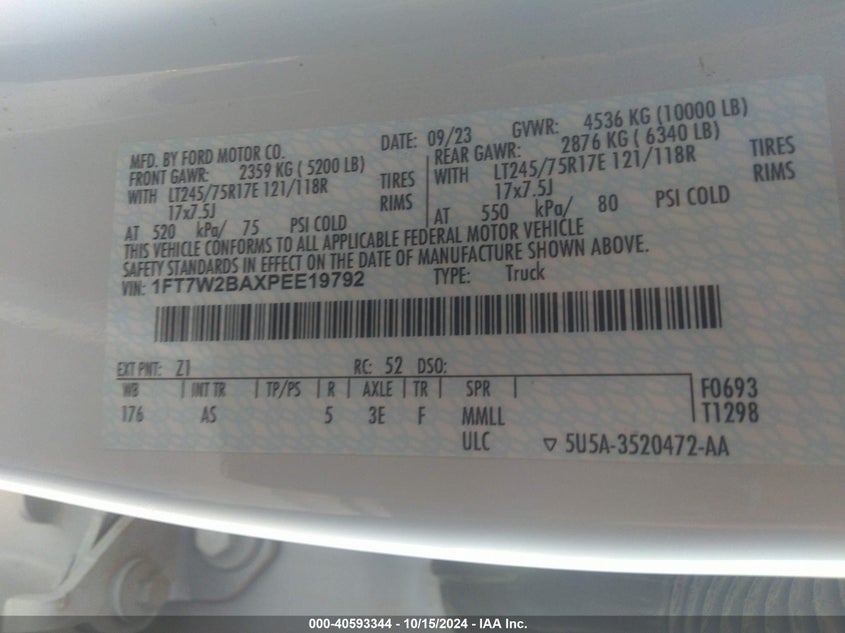 MFD. BY FORD MOTOR CO. DATE: 09/23 GVWR: 4536 KG (10000 LB)
FRONT GAWR: 2359 KG ( 5200 LB) REAR GAWR: 2876 KG ( 6340 LB)
WITH LT245/75R17E 121/118R TIRES WITH LT245/75R17E 121/118R TIRES
17x7.5J RIMS 17x7.5J RIMS
AT 520 kPa/ 75 PSI COLD AT 550 kPa/ 80 PSI COLD
THIS VEHICLE CONFORMS TO ALL APPLICABLE FEDERAL MOTOR VEHICLE
SAFETY STANDARDS IN EFFECT ON THE DATE OF MANUFACTURE SHOWN ABOVE.
VIN: 1FT7W2BAXPEE19792 TYPE: Truck
EXT PNT: Z1 RC: 52 DSO:
WB INT TR TP/PS R AXLE TR SPR F0693
176 AS 5 3E F MMLL T1298
ULC 5U5A-3520472-AA
000-40593344 - 10/15/2024 - IAA Inc.